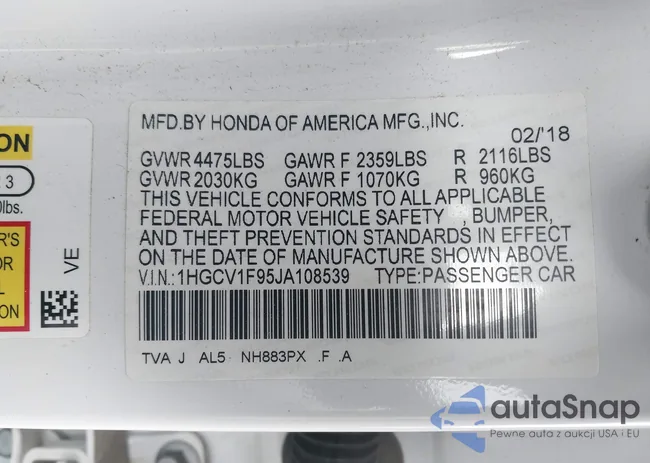 MFD.BY HONDA OF AMERICA MFG.,INC.
02/'18
GVWR 4475LBS GAWR F 2359LBS R 2116LBS
GVWR 2030KG GAWR F 1070KG R 960KG
THIS VEHICLE CONFORMS TO ALL APPLICABLE
FEDERAL MOTOR VEHICLE SAFETY , BUMPER,
AND THEFT PREVENTION STANDARDS IN EFFECT
ON THE DATE OF MANUFACTURE SHOWN ABOVE.
V.I.N.:1HGCV1F95JA108539 TYPE:PASSENGER CAR
TVA J AL5 NH883PX .F .A
ON
3
lbs.
R'S
OR
L
VE
autaSnap
Pewne auta z aukcji USA i EU